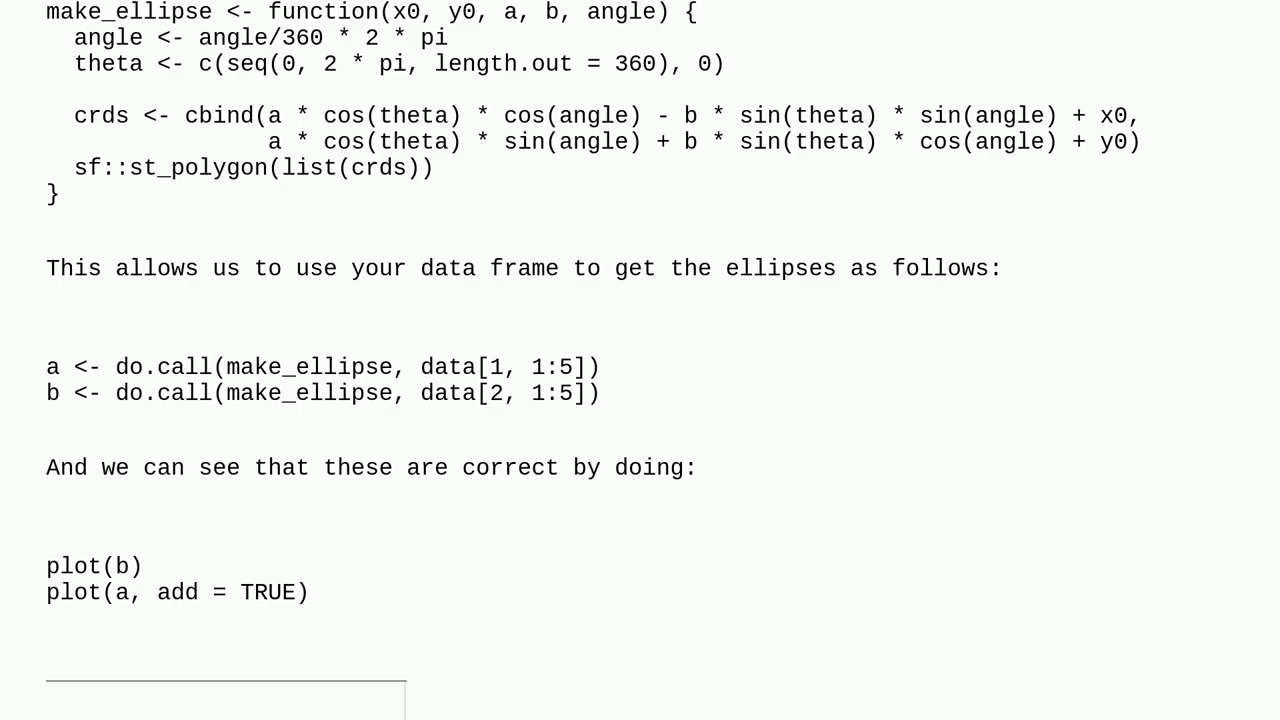 make_ellipse <- function(x0, y0, a, b, angle) {
  angle <- angle/360 * 2 * pi
  theta <- c(seq(0, 2 * pi, length.out = 360), 0)

  crds <- cbind(a * cos(theta) * cos(angle) - b * sin(theta) * sin(angle) + x0,
                a * cos(theta) * sin(angle) + b * sin(theta) * cos(angle) + y0)
  sf::st_polygon(list(crds))
}

This allows us to use your data frame to get the ellipses as follows:

a <- do.call(make_ellipse, data[1, 1:5])
b <- do.call(make_ellipse, data[2, 1:5])

And we can see that these are correct by doing:

plot(b)
plot(a, add = TRUE)